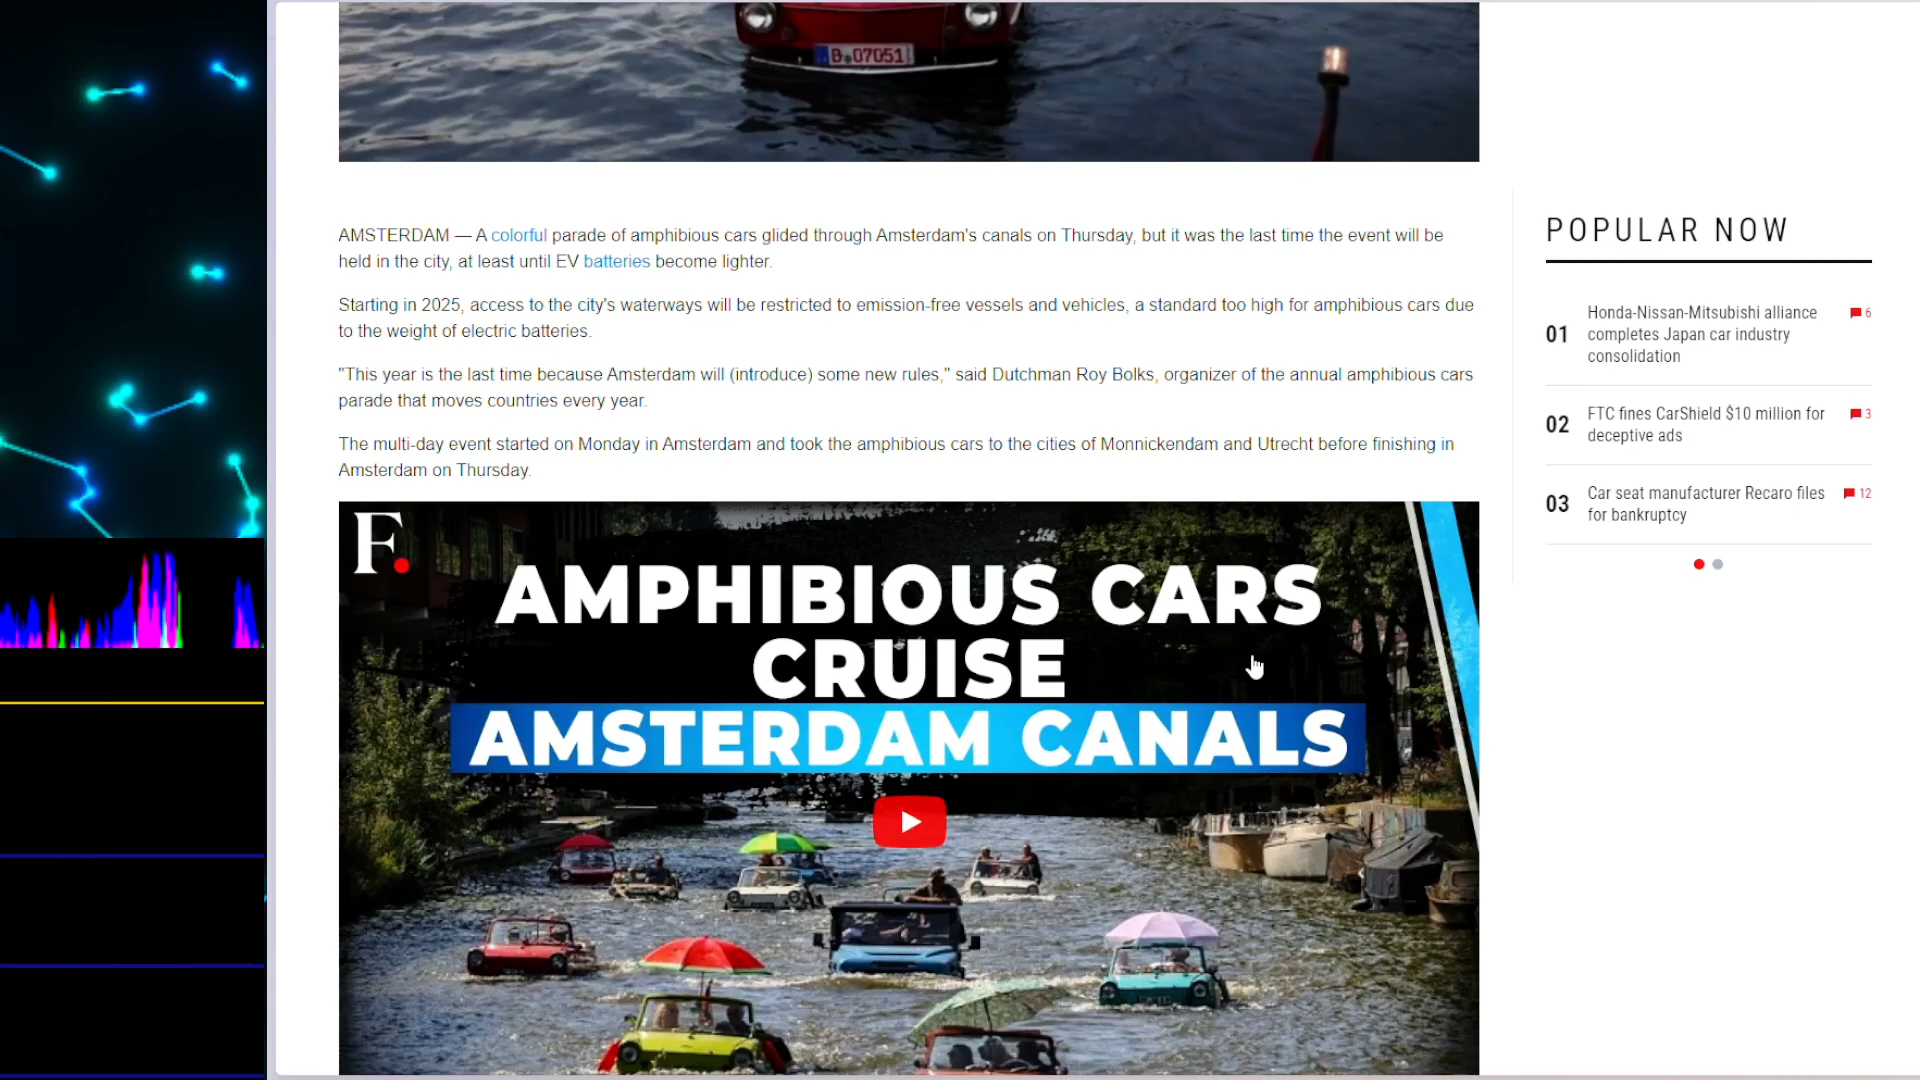 B 07051
AMSTERDAM — A colorful parade of amphibious cars glided through Amsterdam's canals on Thursday, but it was the last time the event will be
held in the city, at least until EV batteries become lighter.
Starting in 2025, access to the city's waterways will be restricted to emission-free vessels and vehicles, a standard too high for amphibious cars due
to the weight of electric batteries.
"This year is the last time because Amsterdam will (introduce) some new rules," said Dutchman Roy Bolks, organizer of the annual amphibious cars
parade that moves countries every year.
The multi-day event started on Monday in Amsterdam and took the amphibious cars to the cities of Monnickendam and Utrecht before finishing in
Amsterdam on Thursday.
F.
AMPHIBIOUS CARS
CRUISE
AMSTERDAM CANALS
POPULAR NOW
01
Honda-Nissan-Mitsubishi alliance
completes Japan car industry
consolidation
6
02
FTC fines CarShield $10 million for
deceptive ads
3
03
Car seat manufacturer Recaro files
for bankruptcy
12